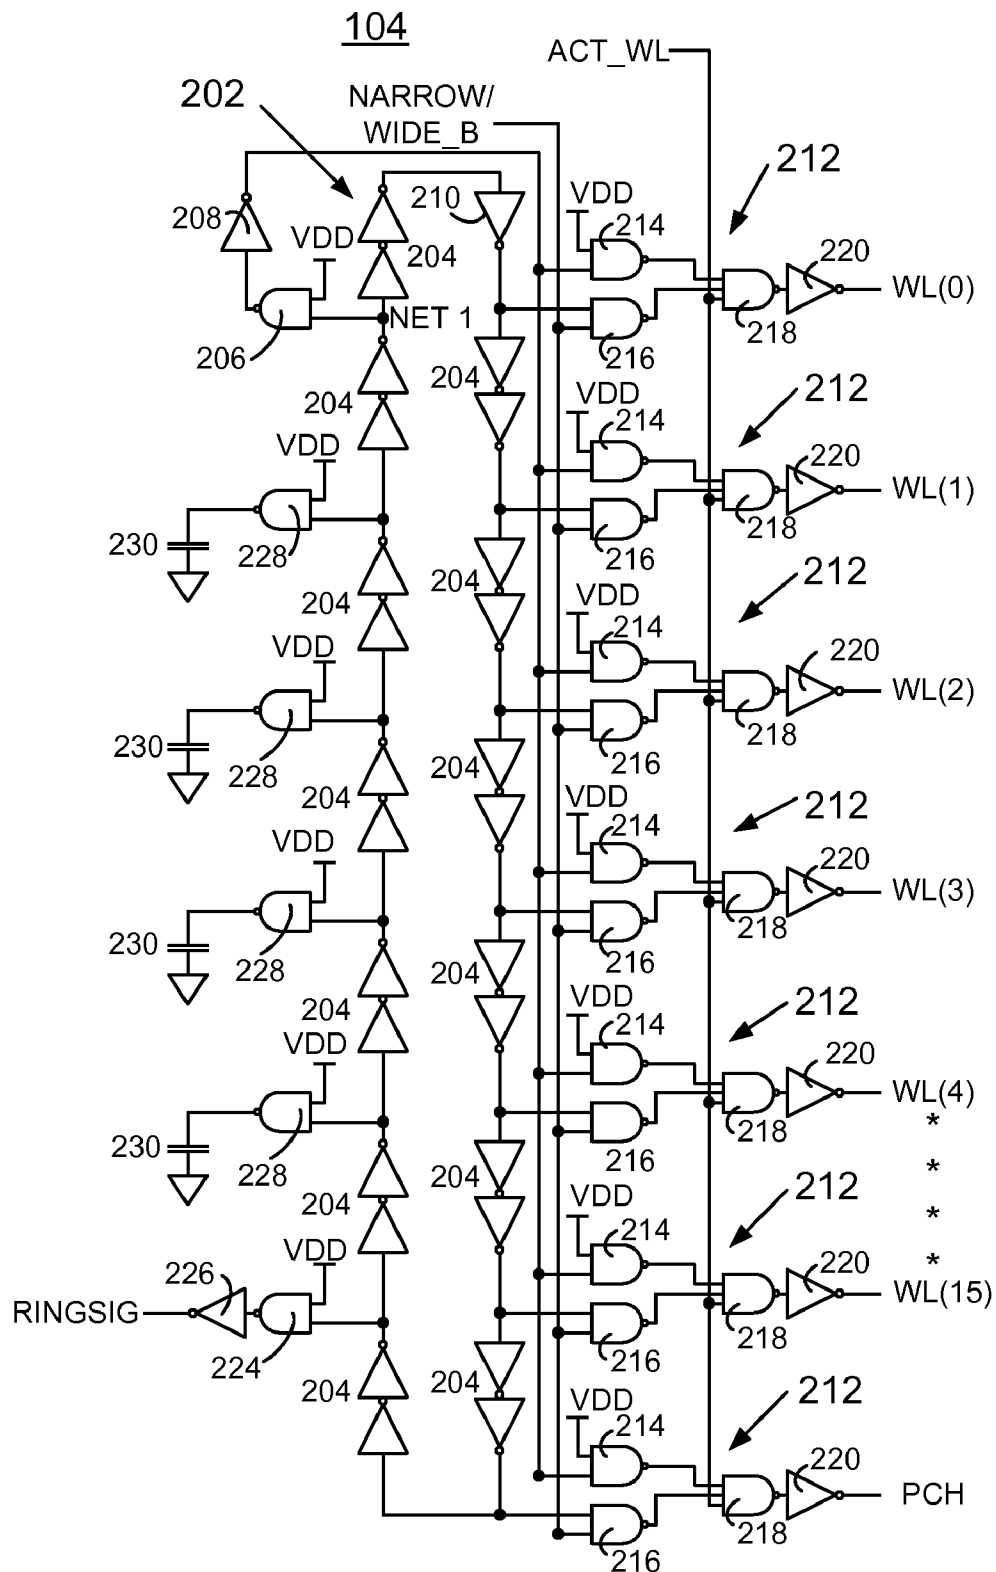 104
ACT_WL
202
NARROW/
WIDE_B
212
210
VDD
208
VDD
214
220
204
WL(0)
NET 1
206
216
218
212
204
VDD
204
214
VDD
220
WL(1)
230
228
216
218
212
204
204
VDD
214
VDD
220
WL(2)
230
228
216
218
204
204
VDD
212
214
VDD
220
WL(3)
230
228
216
218
204
204
VDD
212
214
VDD
220
WL(4)
*
230
228
216
218
*
204
204
212
VDD
214
*
VDD
226
220
*
RINGSIG
WL(15)
224
216
218
204
204
212
VDD
214
220
PCH
216
218